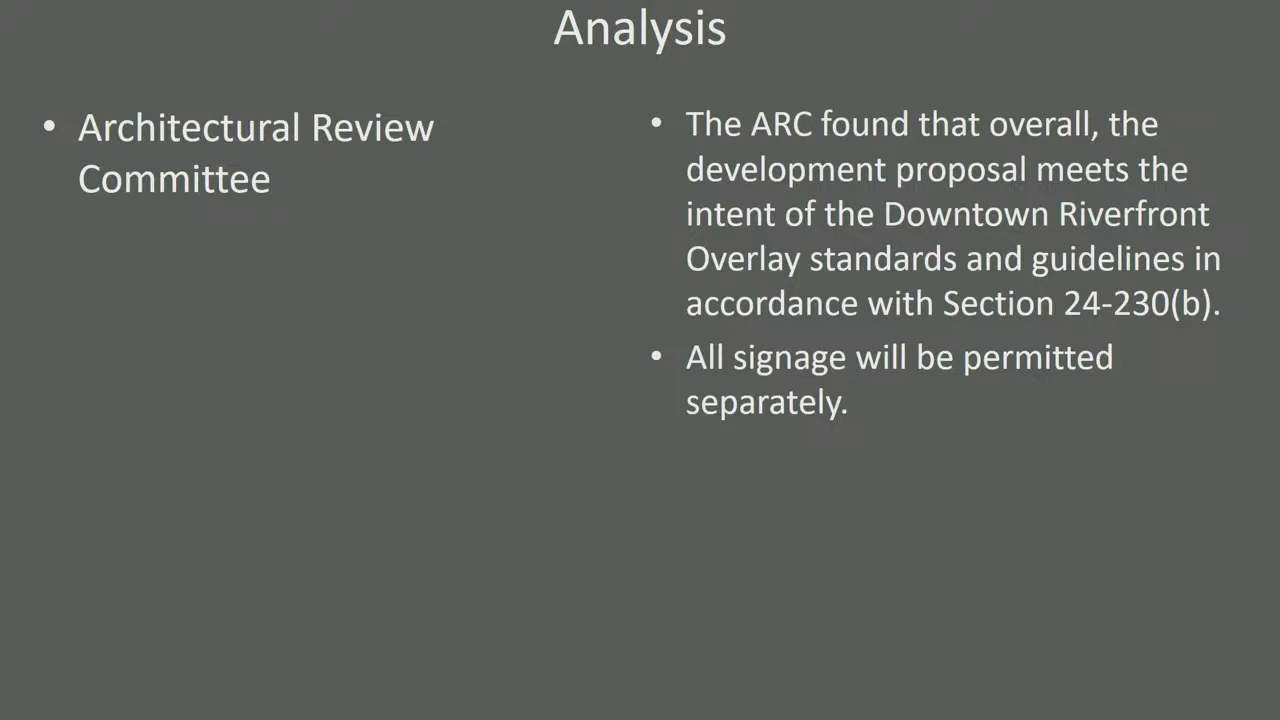 Analysis
• Architectural Review
Committee
• The ARC found that overall, the
development proposal meets the
intent of the Downtown Riverfront
Overlay standards and guidelines in
accordance with Section 24-230(b).
• All signage will be permitted
separately.